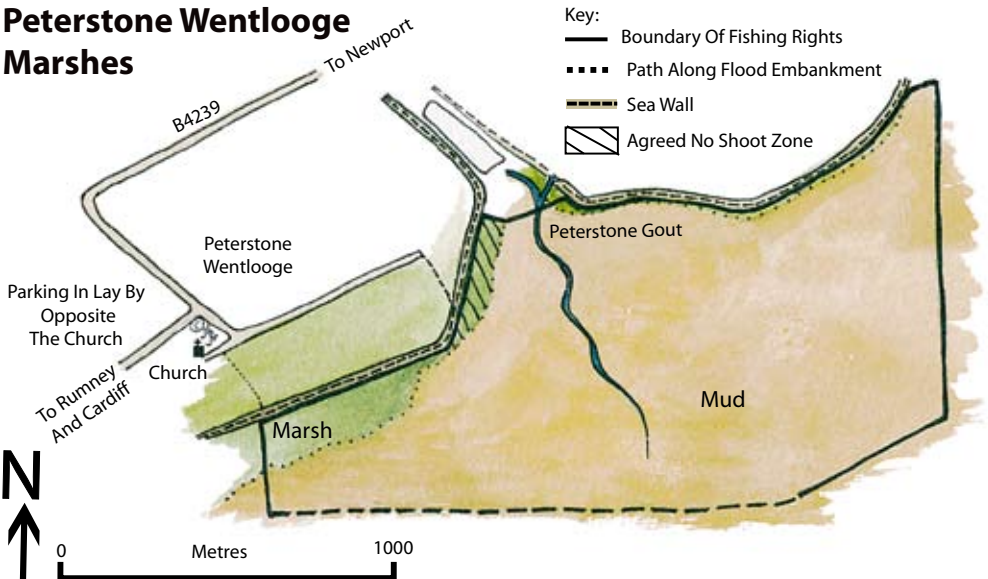 Peterstone Wentlooge
Marshes
To Newport
B4239
Key:
Boundary Of Fishing Rights
Path Along Flood Embankment
Sea Wall
Agreed No Shoot Zone
Peterstone
Wentlooge
Peterstone Gout
Parking In Lay By
Opposite
The Church
Church
To Rumney
And Cardiff
Marsh
Mud
N
0 Metres 1000